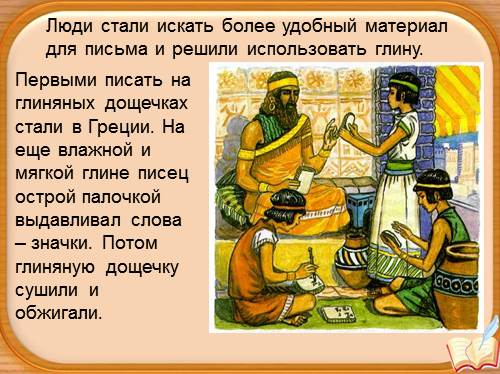 Люди стали искать более удобный материал
для письма и решили использовать глину.
Первыми писать на
глиняных дощечках
стали в Греции. На
еще влажной и
мягкой глине писец
острой палочкой
выдавливал слова
– значки. Потом
глиняную дощечку
сушили и
обжигали.